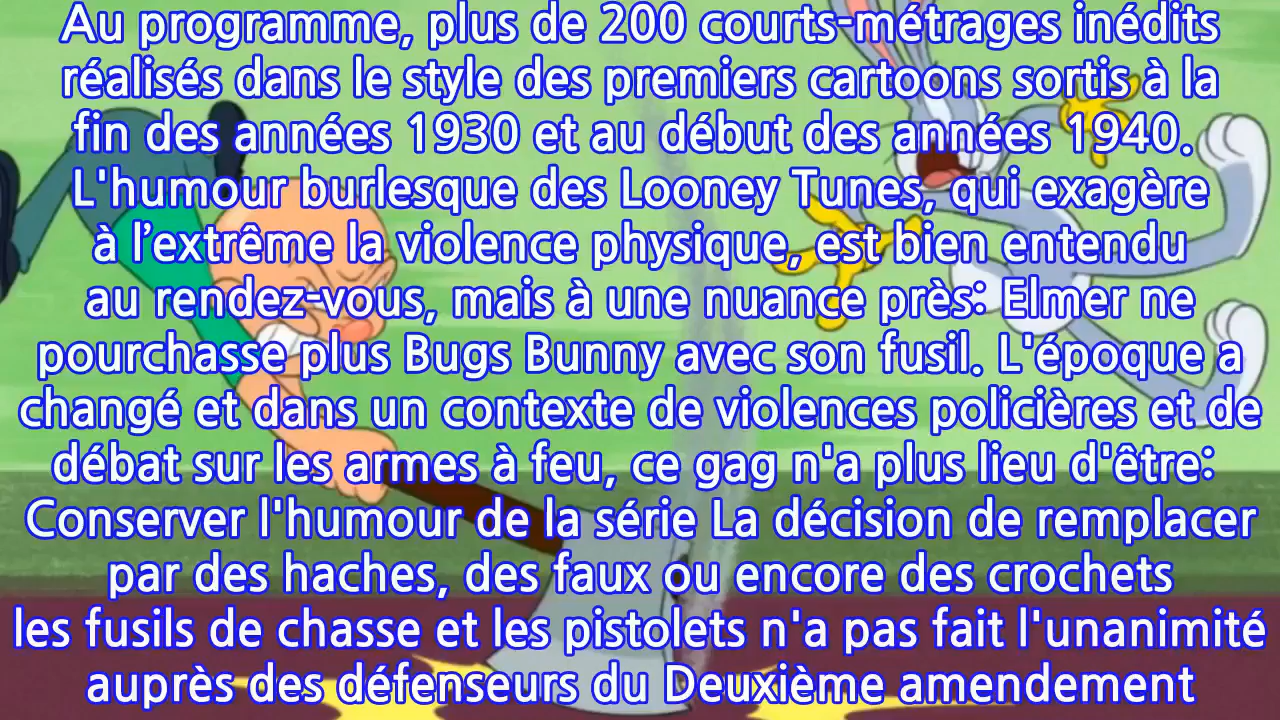 Au programme, plus de 200 courts-métrages inédits
réalisés dans le style des premiers cartoons sortis à la
fin des années 1930 et au début des années 1940.
L'humour burlesque des Looney Tunes, qui exagère
à l’extrême la violence physique, est bien entendu
au rendez-vous, mais à une nuance près: Elmer ne
pourchasse plus Bugs Bunny avec son fusil. L'époque a
changé et dans un contexte de violences policières et de
débat sur les armes à feu, ce gag n'a plus lieu d'être:
Conserver l'humour de la série La décision de remplacer
par des haches, des faux ou encore des crochets
les fusils de chasse et les pistolets n'a pas fait l'unanimité
auprès des défenseurs du Deuxième amendement